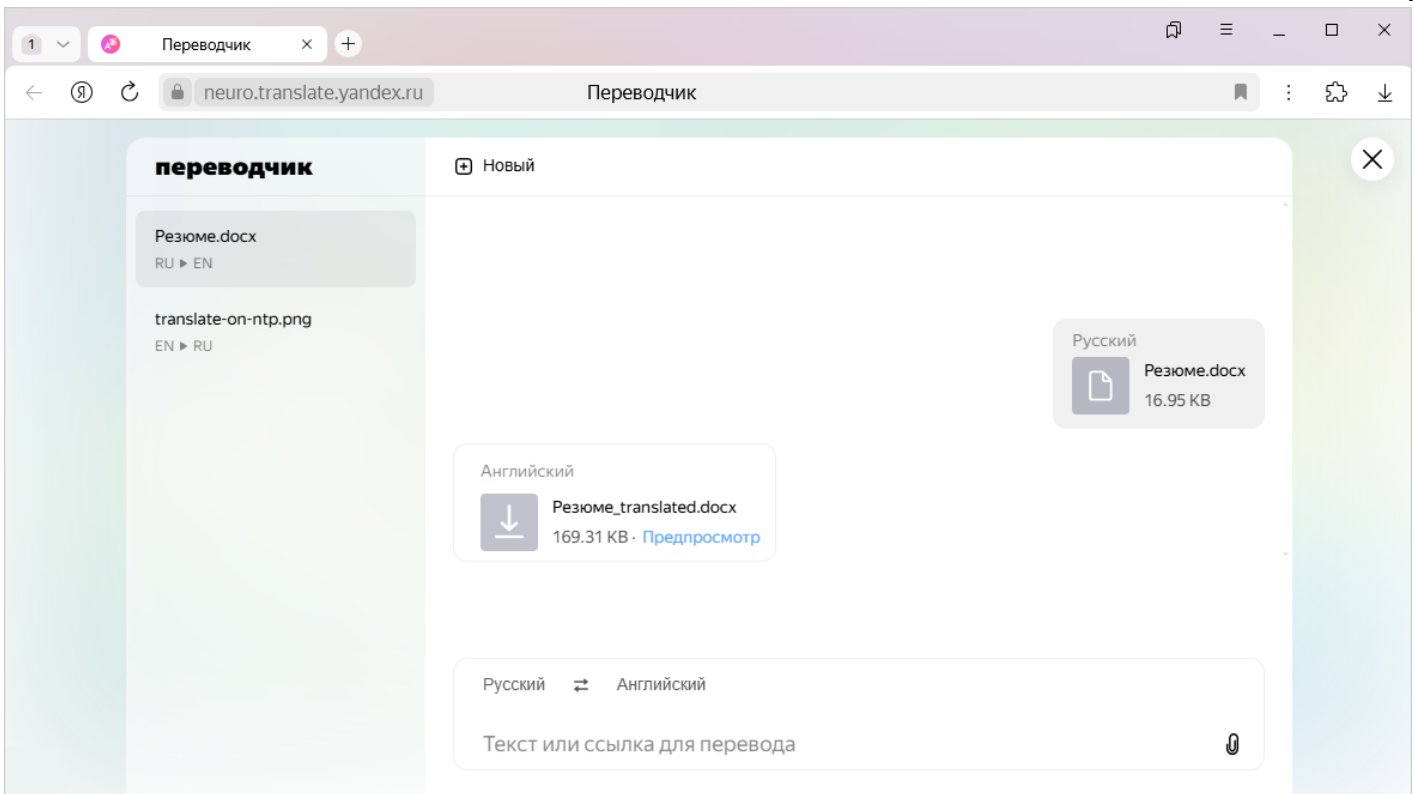 1
Переводчик
neuro.translate.yandex.ru
Переводчик
переводчик
Новый
Резюме.docx
RU ▶ EN
translate-on-ntp.png
EN ▶ RU
Русский
Резюме.docx
16.95 KB
Английский
Резюме_translated.docx
169.31 KB · Предпросмотр
Русский ⇄ Английский
Текст или ссылка для перевода